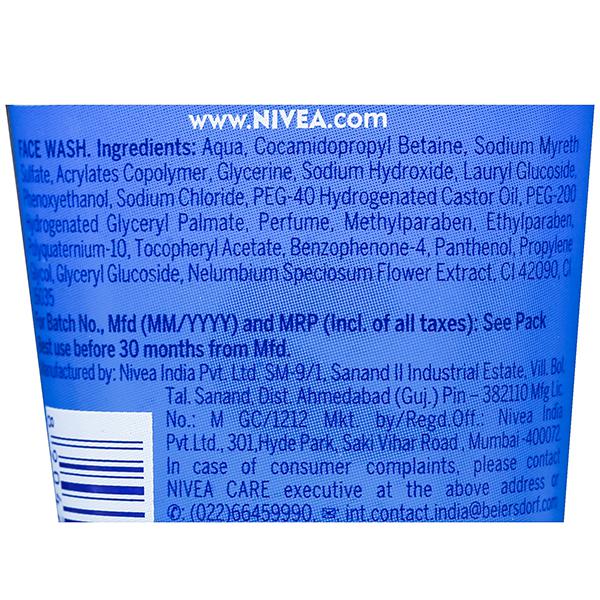 www.NIVEA.com
FACE WASH. Ingredients: Aqua, Cocamidopropyl Betaine, Sodium Myreth
Sulfate, Acrylates Copolymer, Glycerine, Sodium Hydroxide, Lauryl Glucoside,
Phenoxyethanol, Sodium Chloride, PEG-40 Hydrogenated Castor Oil, PEG-200
Hydrogenated Glyceryl Palmate, Perfume, Methylparaben, Ethylparaben,
Polyquaternium-10, Tocopheryl Acetate, Benzophenone-4, Panthenol, Propylene
Glycol, Glyceryl Glucoside, Nelumbium Speciosum Flower Extract, CI 42090, CI
16035
For Batch No., Mfd (MM/YYYY) and MRP (Incl. of all taxes): See Pack
Best use before 30 months from Mfd.
Manufactured by: Nivea India Pvt. Ltd. SM-9/1, Sanand II Industrial Estate, Vill. Bol,
Tal. Sanand, Dist. Ahmedabad (Guj.) Pin – 382110 Mfg Lic.
No.: M GC/1212 Mkt. by/Regd.Off.: Nivea India
Pvt.Ltd., 301,Hyde Park, Saki Vihar Road, Mumbai-400072.
In case of consumer complaints, please contact
NIVEA CARE executive at the above address or
✆: (022)66459990, ✉: int.contact.india@beiersdorf.com